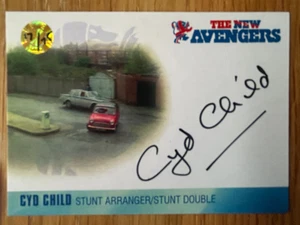 THE NEW
AVENGERS
Cyd Child
CYD CHILD STUNT ARRANGER/STUNT DOUBLE